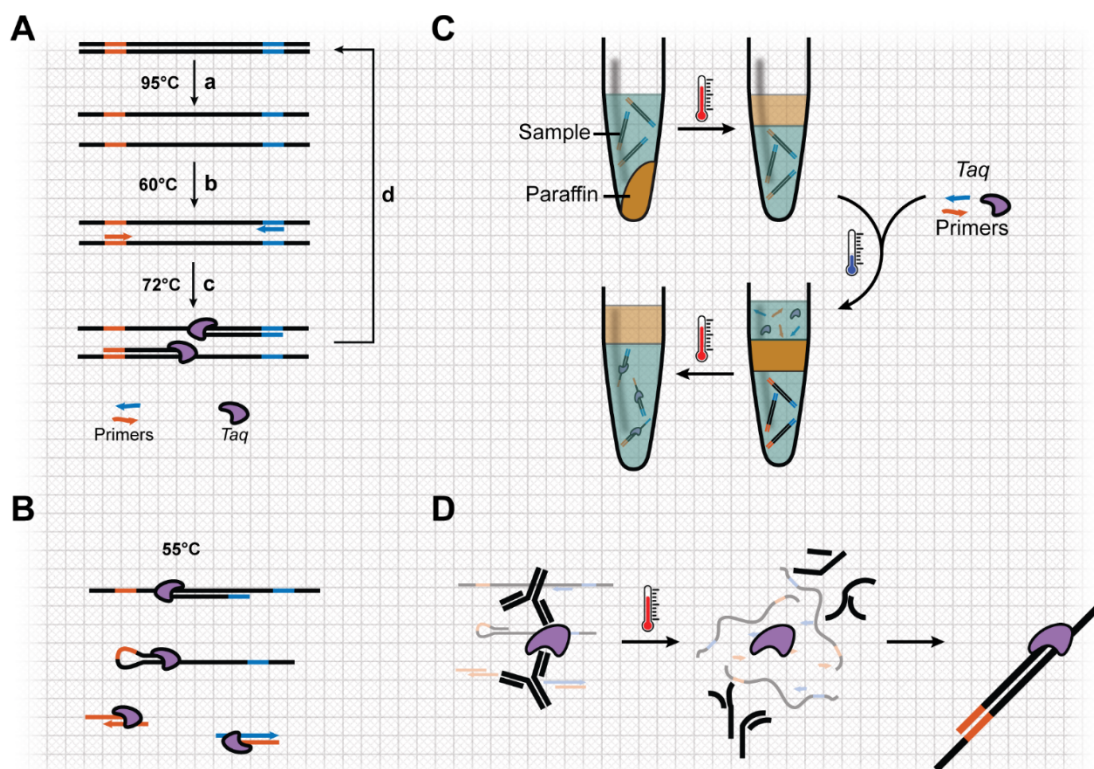 A
95°C a
60°C b
d
72°C c
Primers
Taq
B
55°C
C
Sample
Paraffin
Taq
Primers
D